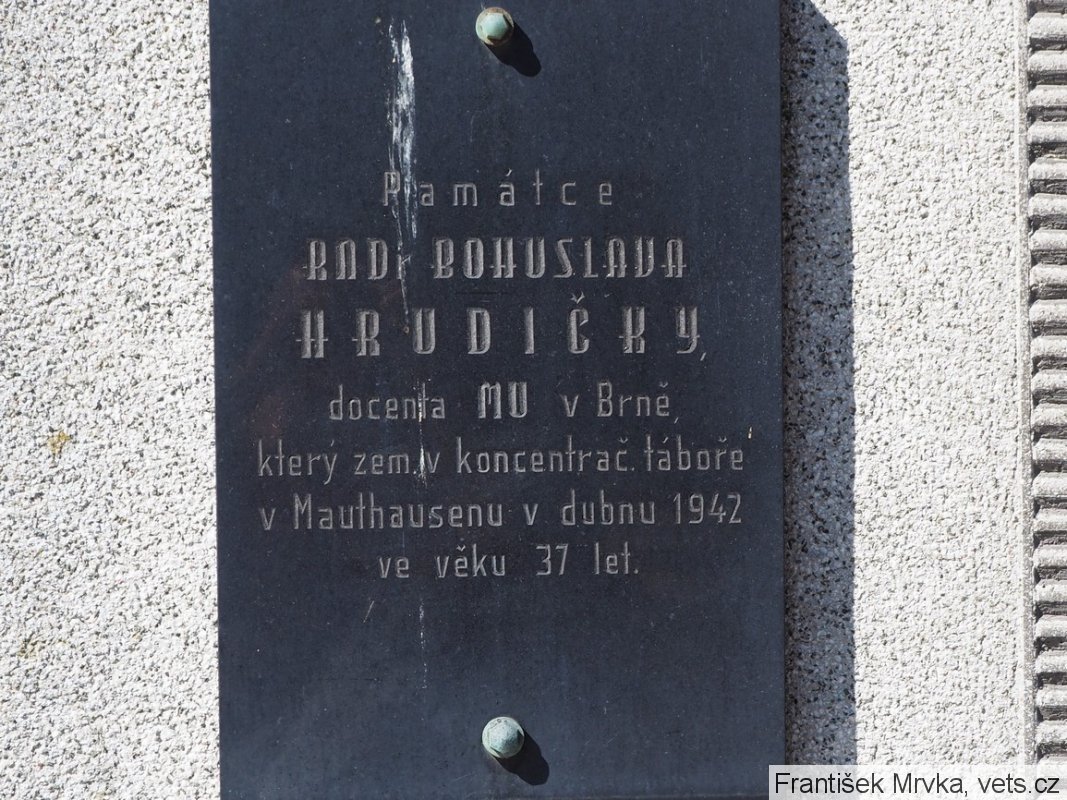 Památce
RNDr BOHUSLAVA
HRUDIČKY,
docenta MU v Brně,
který zem. v koncentrač. táboře
v Mauthausenu v dubnu 1942
ve věku 37 let.
František Mrvka, vets.cz